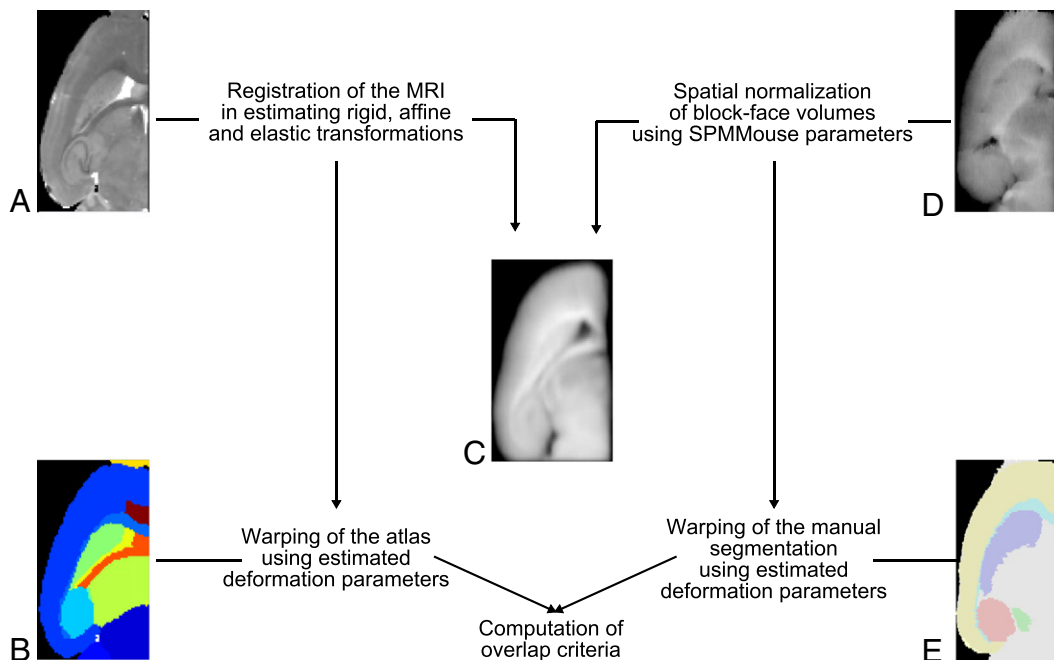 A
Registration of the MRI
in estimating rigid, affine
and elastic transformations
Spatial normalization
of block-face volumes
using SPMMouse parameters
D
C
B
Warping of the atlas
using estimated
deformation parameters
Warping of the manual
segmentation
using estimated
deformation parameters
E
Computation of
overlap criteria